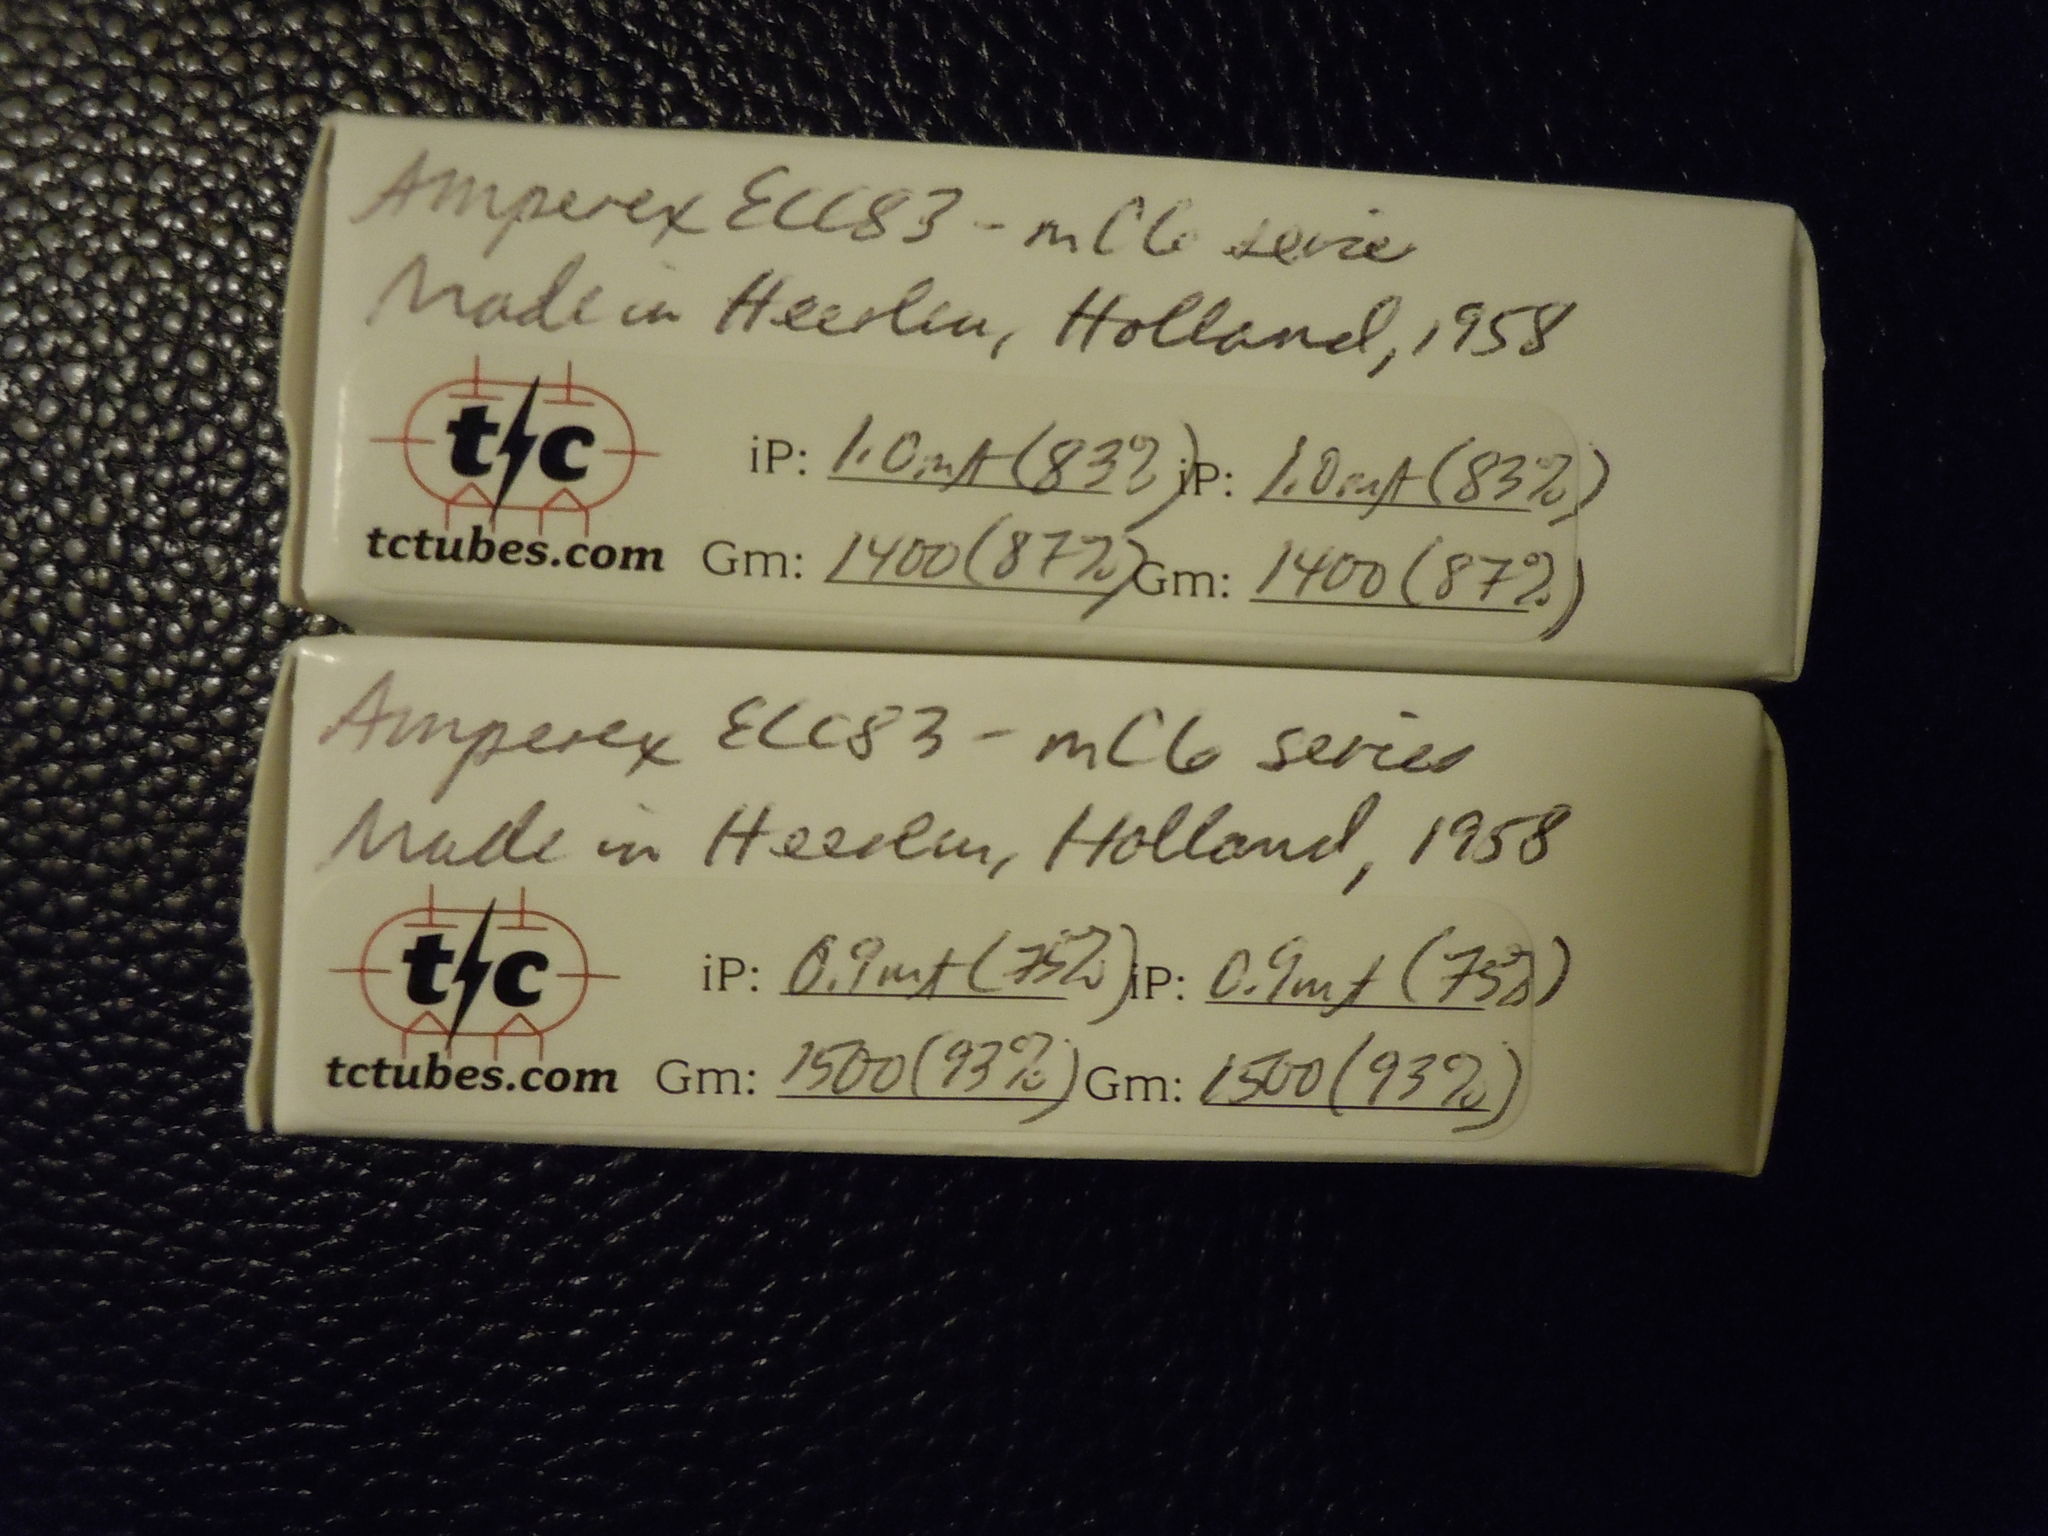 Amperex ECC83 - mC6 serie
Made in Heerlen, Holland, 1958
t c
iP: 1.0mA (83%) iP: 1.0mA (83%)
tctubes.com Gm: 1400 (87%) Gm: 1400 (87%)
Amperex ECC83 - mC6 series
Made in Heerlen, Holland, 1958
t c
iP: 0.9mA (75%) iP: 0.9mA (75%)
tctubes.com Gm: 1500 (93%) Gm: 1500 (93%)